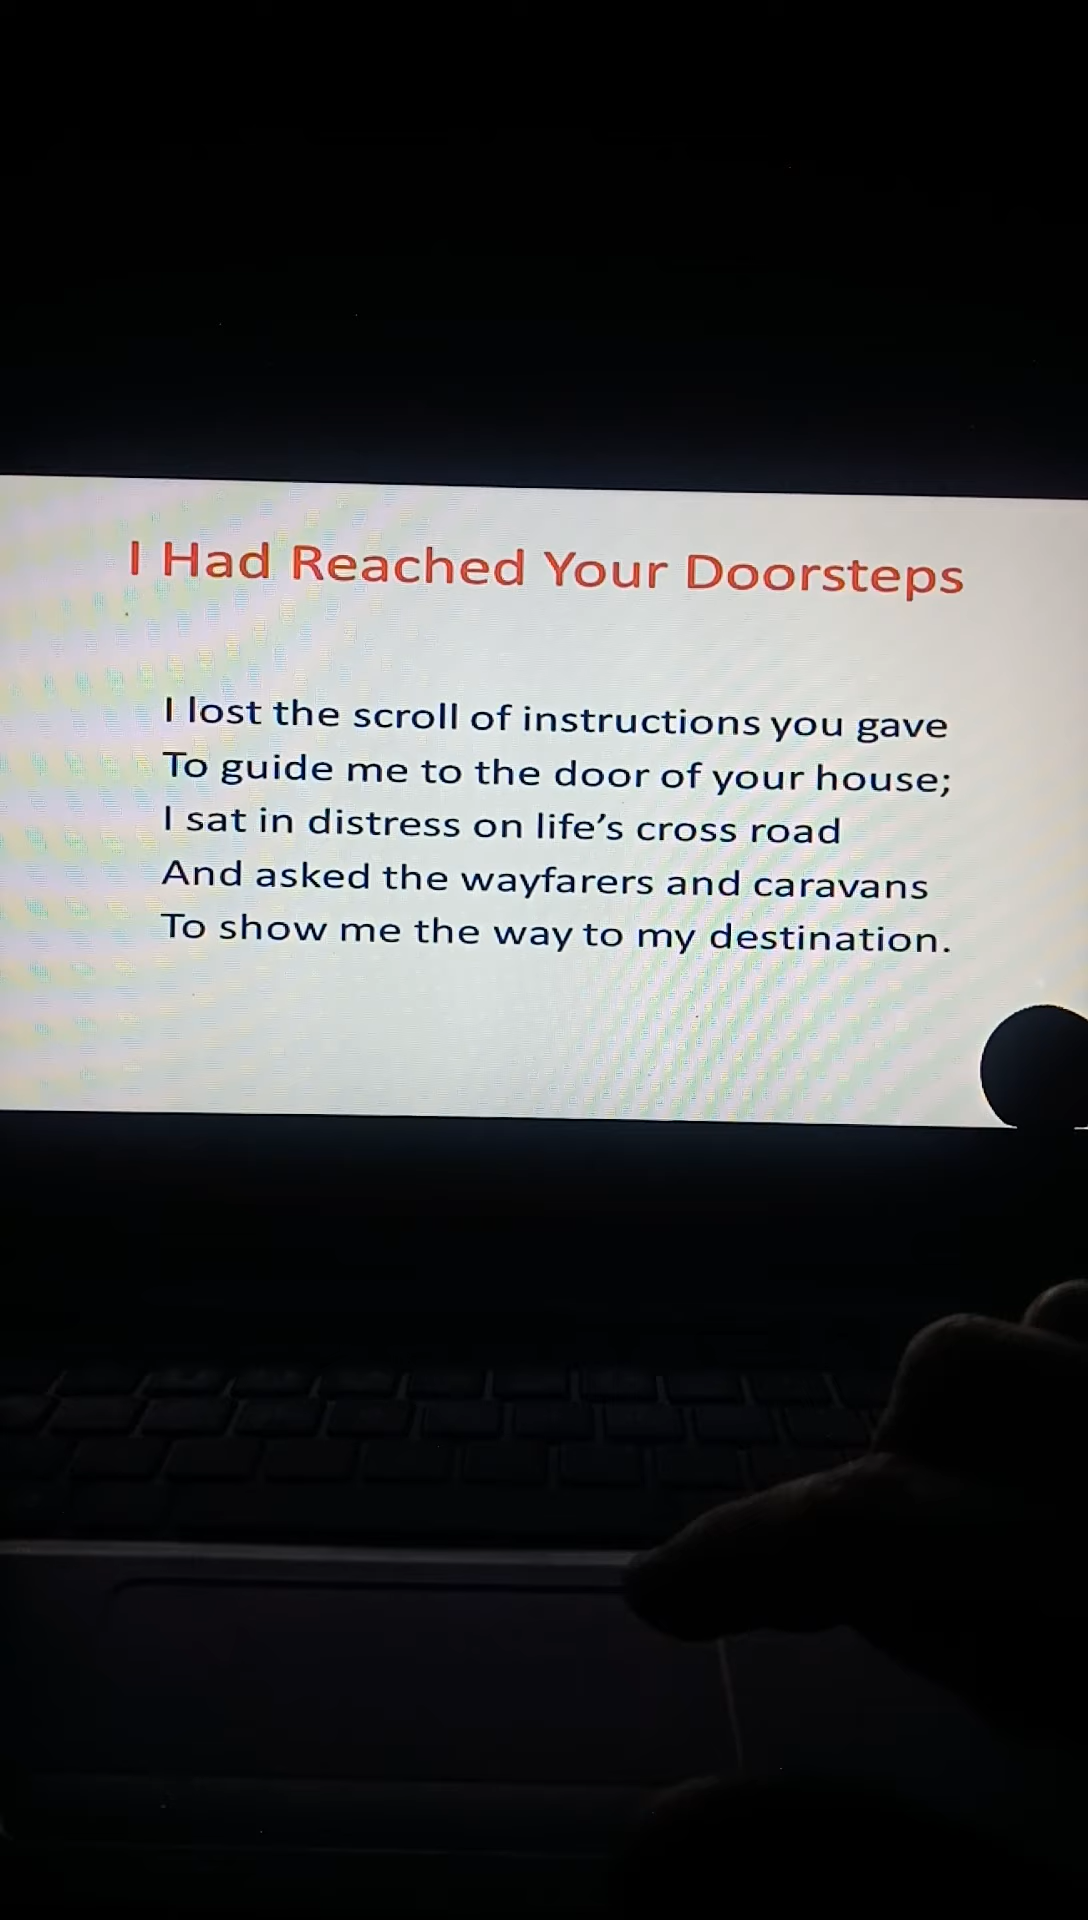 I Had Reached Your Doorsteps
I lost the scroll of instructions you gave
To guide me to the door of your house;
I sat in distress on life's cross road
And asked the wayfarers and caravans
To show me the way to my destination.